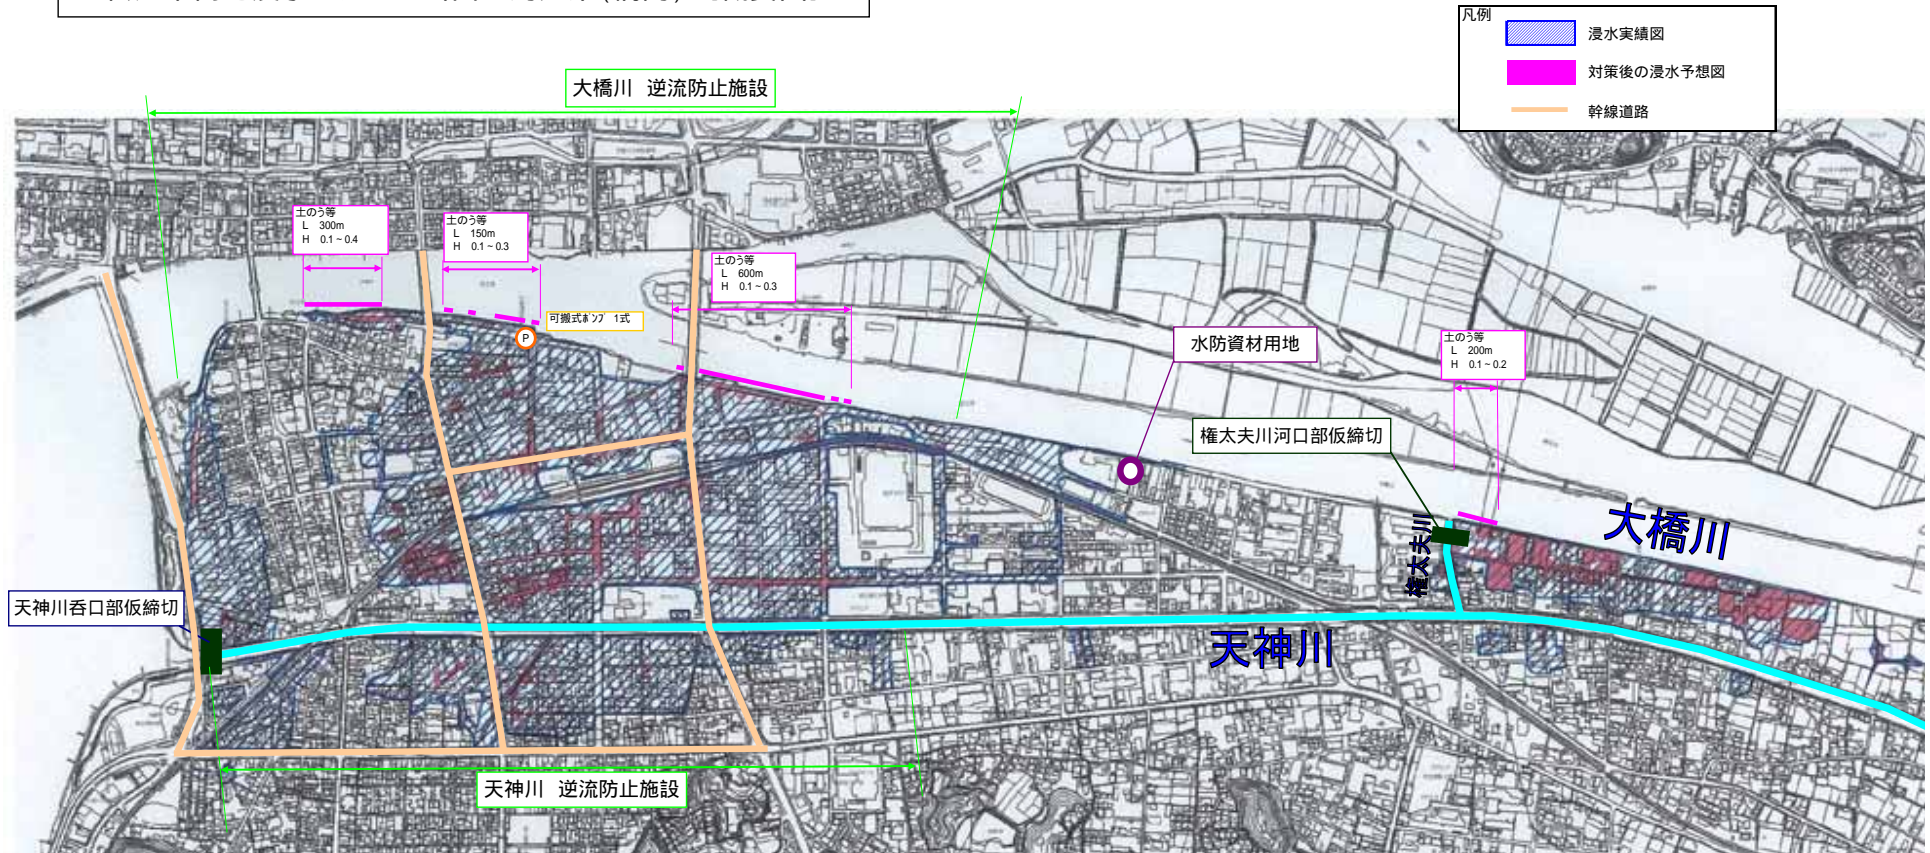 凡例
浸水実績図
対策後の浸水予想図
幹線道路
大橋川 逆流防止施設
土のう等
L 300m
H 0.1~0.4
土のう等
L 150m
H 0.1~0.3
土のう等
L 600m
H 0.1~0.3
可搬式ポンプ 1式
P
水防資材用地
土のう等
L 200m
H 0.1~0.2
権太夫川河口部仮締切
大橋川
権太夫川
天神川呑口部仮締切
天神川
天神川 逆流防止施設